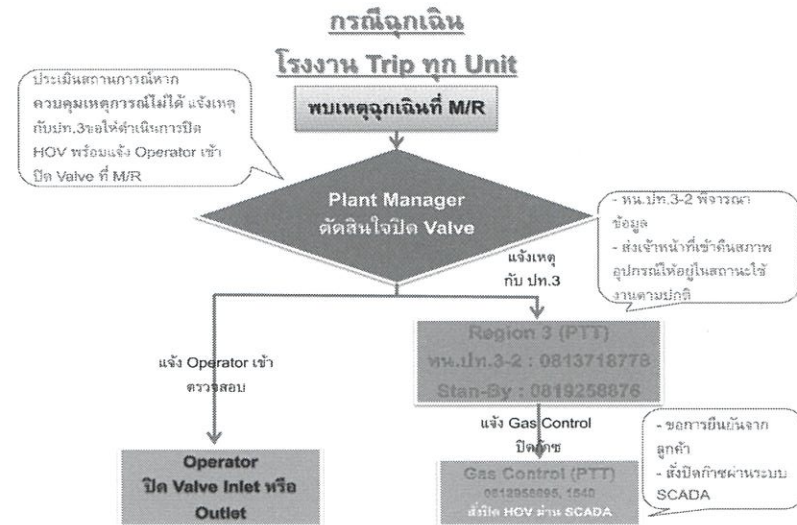 กรณีฉุกเฉิน
โรงงาน Trip ทุก Unit
ประเมินสถานการณ์หาก
ควบคุมเหตุการณ์ไม่ได้ แจ้งเหตุ
กับปท.3ขอให้ดำเนินการปิด
HOV พร้อมแจ้ง Operator เข้า
ปิด Valve ที่ M/R
พบเหตุฉุกเฉินที่ M/R
Plant Manager
ตัดสินใจปิด Valve
- หน.ปท.3-2 พิจารณา
ข้อมูล
- ส่งเจ้าหน้าที่เข้าคืนสภาพ
อุปกรณ์ให้อยู่ในสถานะใช้
งานตามปกติ
แจ้งเหตุ
กับ ปท.3
Region 3 (PTT)
หน.ปท.3-2 : 0813718778
Stan-By : 0819258876
แจ้ง Operator เข้า
ตรวจสอบ
แจ้ง Gas Control
ปิดก๊าซ
- ขอการยืนยันจาก
ลูกค้า
- สั่งปิดก๊าซผ่านระบบ
SCADA
Operator
ปิด Valve Inlet หรือ
Outlet
Gas Control (PTT)
สั่งปิด HOV ผ่าน SCADA